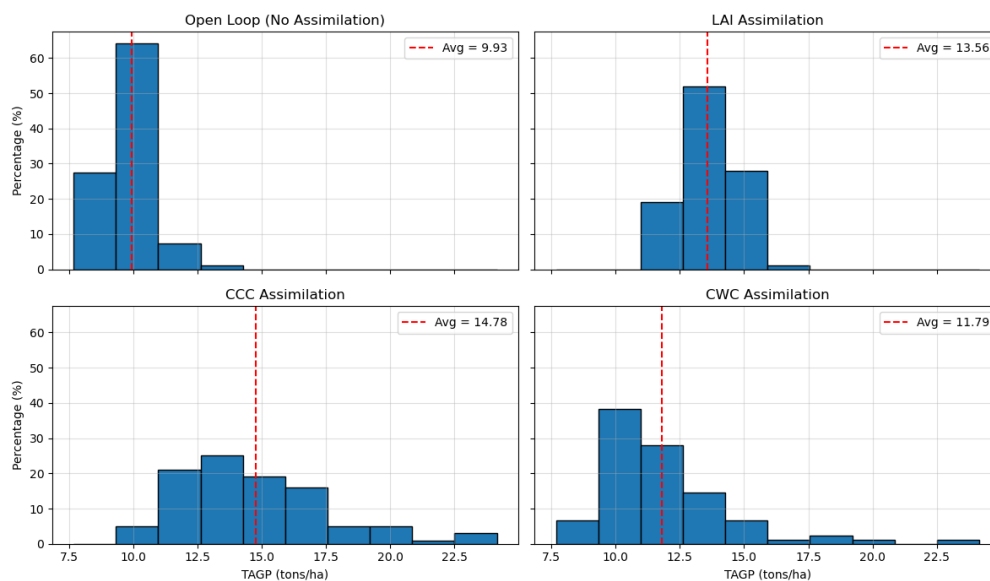 Open Loop (No Assimilation)
LAI Assimilation
Avg = 9.93
Avg = 13.56
Percentage (%)
60
50
40
30
20
10
0
CCC Assimilation
CWC Assimilation
Avg = 14.78
Avg = 11.79
Percentage (%)
60
50
40
30
20
10
0
7.5 10.0 12.5 15.0 17.5 20.0 22.5
7.5 10.0 12.5 15.0 17.5 20.0 22.5
TAGP (tons/ha)
TAGP (tons/ha)